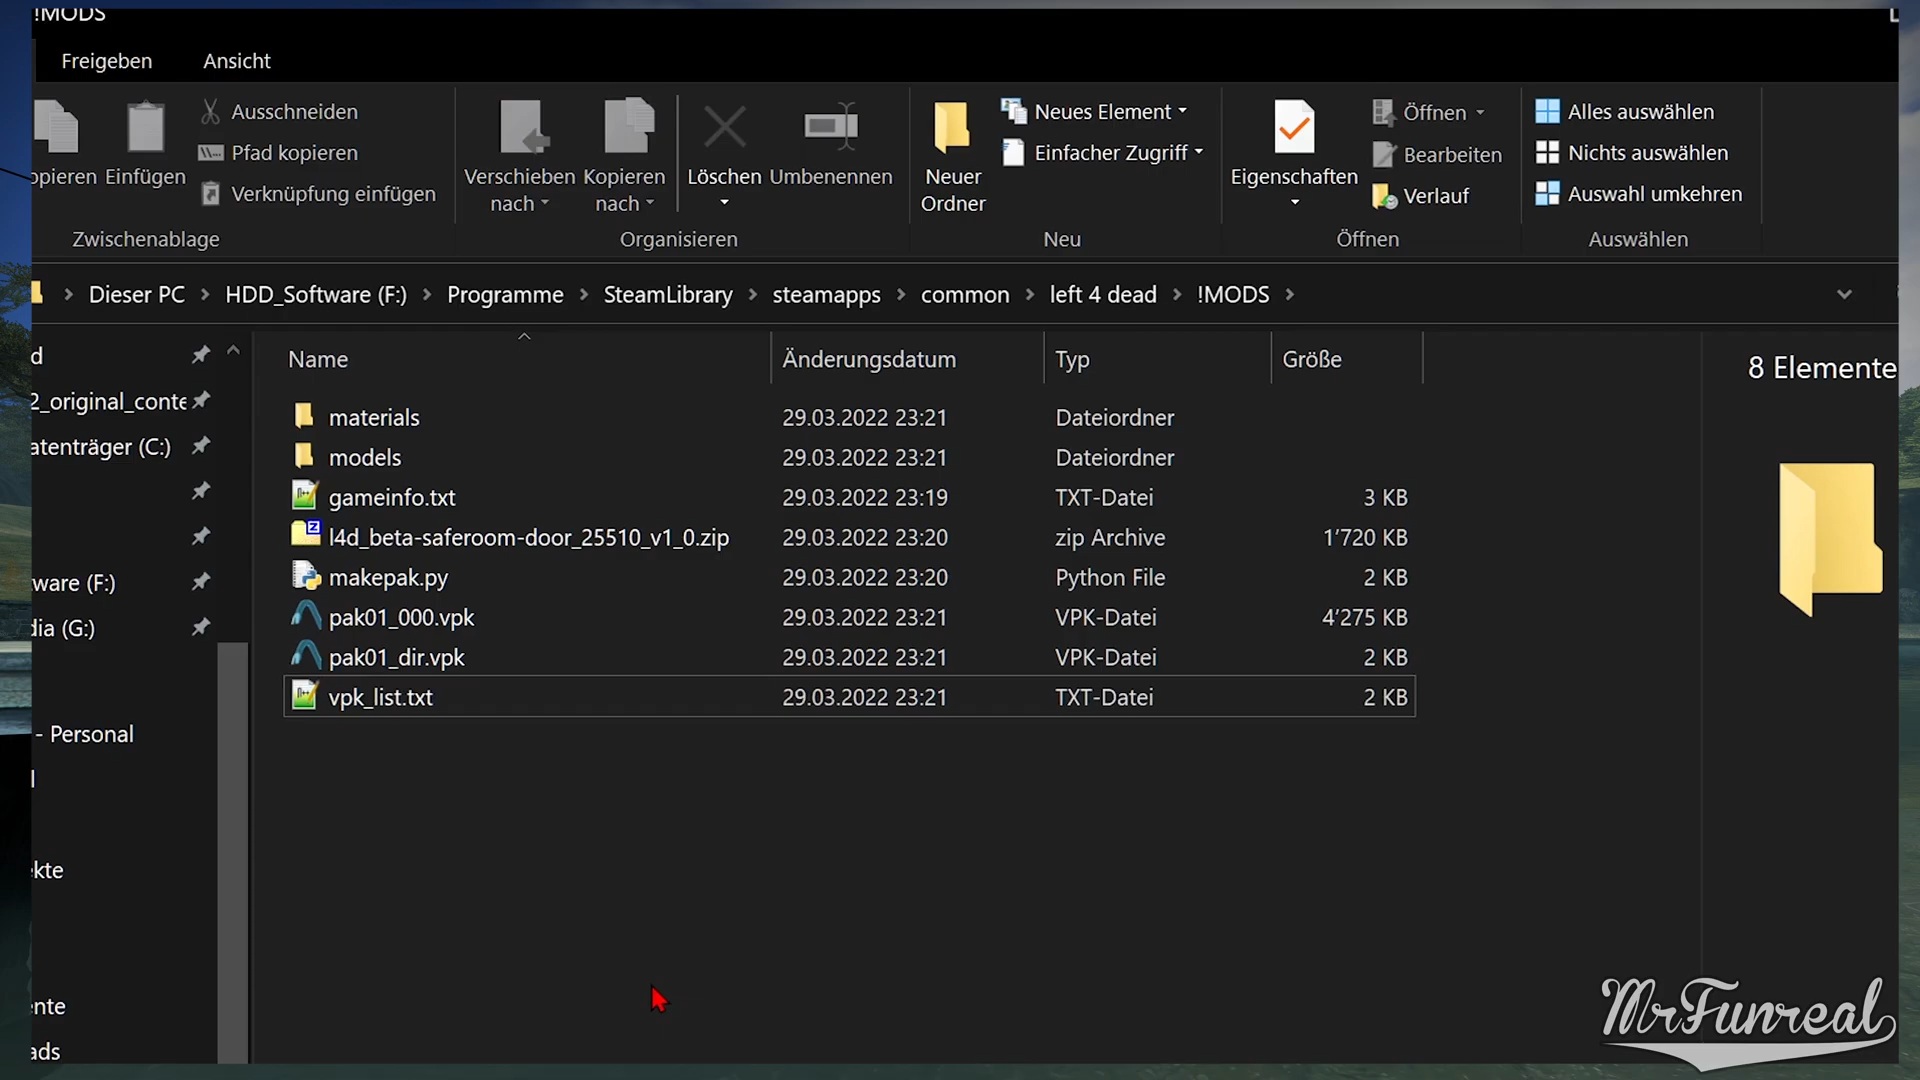 !MODS
Freigeben Ansicht
Ausschneiden
Pfad kopieren
Verknüpfung einfügen
opieren Einfügen
Zwischenablage
Verschieben nach
Kopieren nach
Löschen
Umbenennen
Organisieren
Neuer Ordner
Neues Element
Einfacher Zugriff
Neu
Eigenschaften
Öffnen
Bearbeiten
Verlauf
Öffnen
Alles auswählen
Nichts auswählen
Auswahl umkehren
Auswählen
Dieser PC > HDD_Software (F:) > Programme > SteamLibrary > steamapps > common > left 4 dead > !MODS >
d
2_original_conte
atenträger (C:)
ware (F:)
dia (G:)
- Personal
kte
nte
ads
Name Änderungsdatum Typ Größe
materials 29.03.2022 23:21 Dateiordner
models 29.03.2022 23:21 Dateiordner
gameinfo.txt 29.03.2022 23:19 TXT-Datei 3 KB
l4d_beta-saferoom-door_25510_v1_0.zip 29.03.2022 23:20 zip Archive 1’720 KB
makepak.py 29.03.2022 23:20 Python File 2 KB
pak01_000.vpk 29.03.2022 23:21 VPK-Datei 4’275 KB
pak01_dir.vpk 29.03.2022 23:21 VPK-Datei 2 KB
vpk_list.txt 29.03.2022 23:21 TXT-Datei 2 KB
8 Elemente
MrFunreal